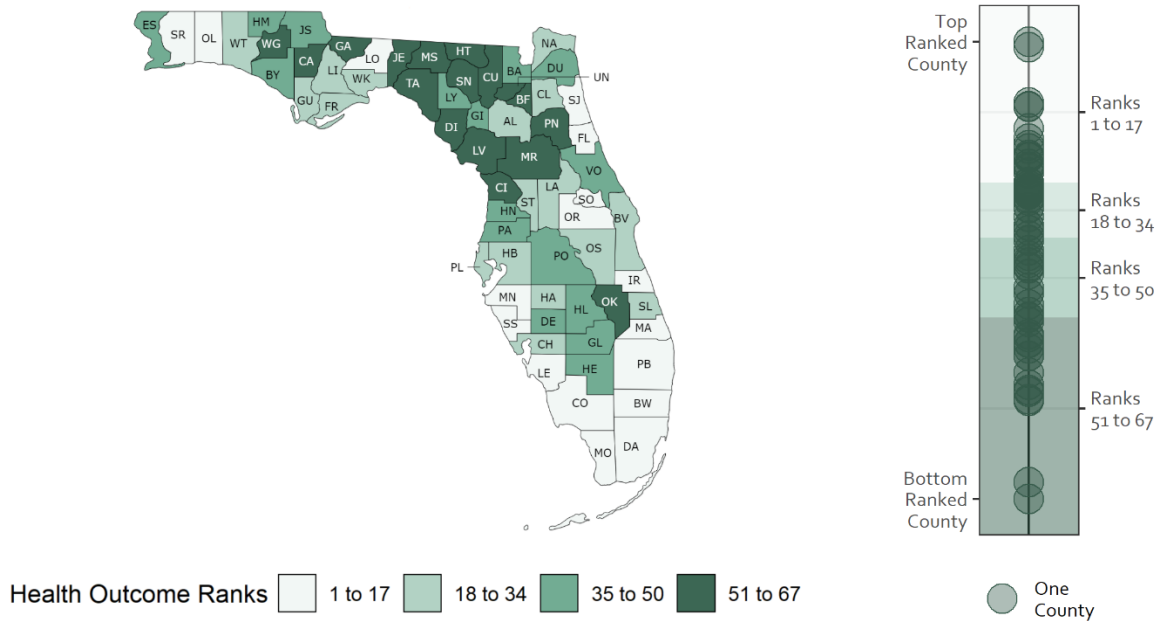 ES
SR
OL
WT
HM
JS
WG
BY
CA
GU
GA
LI
FR
LO
WK
JE
MS
TA
HT
SN
CU
LY
DI
GI
BA
NA
DU
UN
BF
CL
SJ
AL
PN
FL
LV
MR
VO
CI
ST
LA
SO
OR
BV
HN
PA
HB
PL
PO
OS
IR
MN
HA
HL
OK
SL
SS
DE
MA
CH
GL
LE
HE
PB
CO
BW
MO
DA
Top
Ranked
County
Ranks
1 to 17
Ranks
18 to 34
Ranks
35 to 50
Ranks
51 to 67
Bottom
Ranked
County
Health Outcome Ranks 1 to 17 18 to 34 35 to 50 51 to 67
One
County